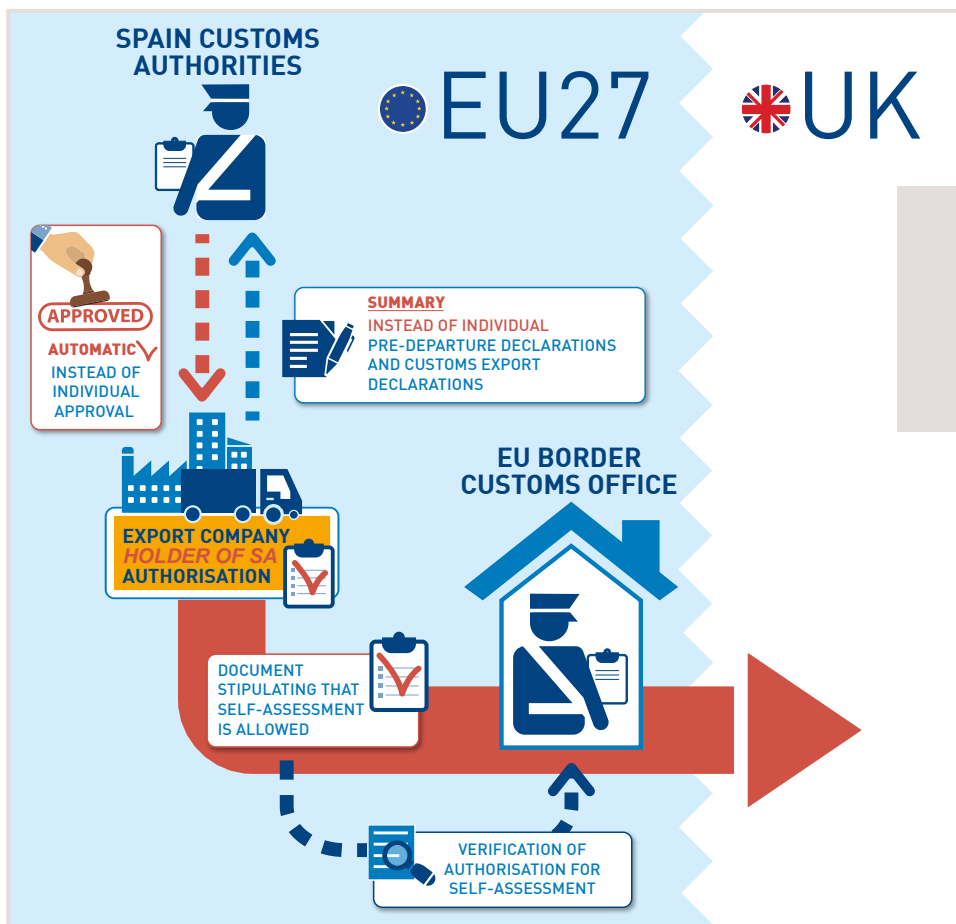 SPAIN CUSTOMS
AUTHORITIES
EU27
UK
APPROVED
AUTOMATIC
INSTEAD OF
INDIVIDUAL
APPROVAL
SUMMARY
INSTEAD OF INDIVIDUAL
PRE-DEPARTURE DECLARATIONS
AND CUSTOMS EXPORT
DECLARATIONS
EU BORDER
CUSTOMS OFFICE
EXPORT COMPANY
HOLDER OF SA
AUTHORISATION
DOCUMENT
STIPULATING THAT
SELF-ASSESSMENT
IS ALLOWED
VERIFICATION OF
AUTHORISATION FOR
SELF-ASSESSMENT